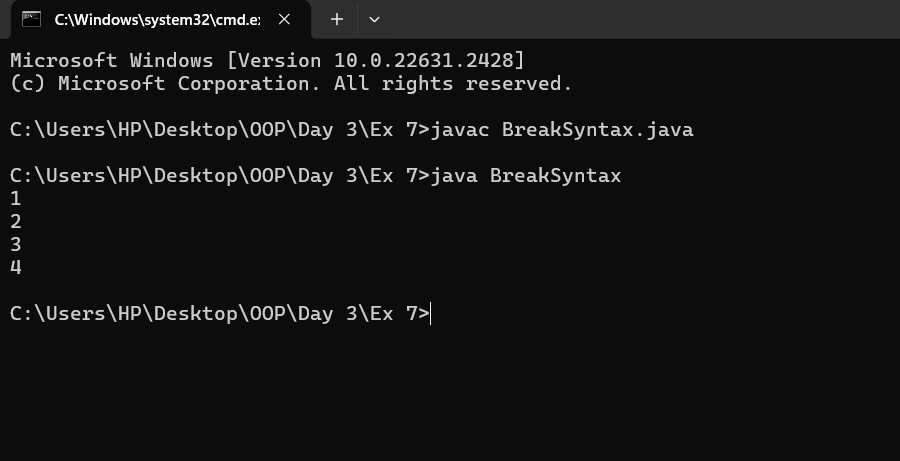 C:\Windows\system32\cmd.e
Microsoft Windows [Version 10.0.22631.2428]
(c) Microsoft Corporation. All rights reserved.
C:\Users\HP\Desktop\OOP\Day 3\Ex 7>javac BreakSyntax.java
C:\Users\HP\Desktop\OOP\Day 3\Ex 7>java BreakSyntax
1
2
3
4
C:\Users\HP\Desktop\OOP\Day 3\Ex 7>